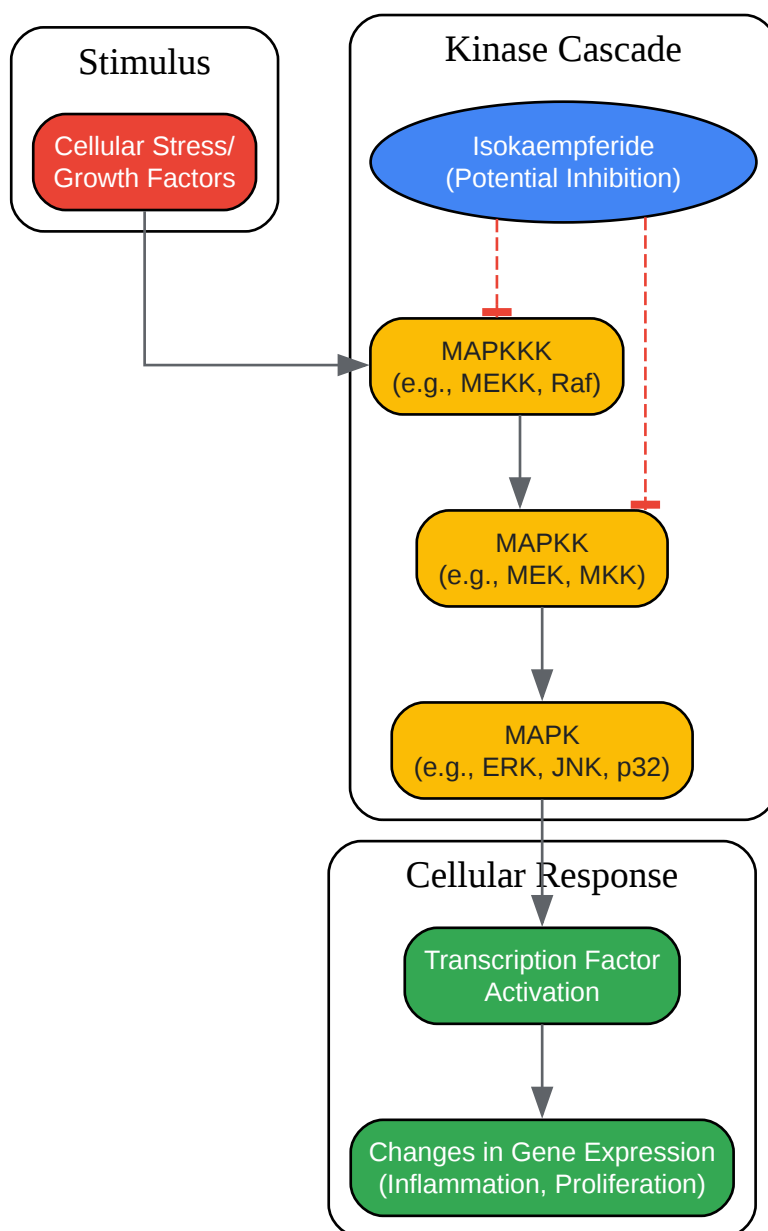 Stimulus
Cellular Stress/
Growth Factors
Kinase Cascade
Isokaempferide
(Potential Inhibition)
MAPKKK
(e.g., MEKK, Raf)
MAPKK
(e.g., MEK, MKK)
MAPK
(e.g., ERK, JNK, p32)
Cellular Response
Transcription Factor
Activation
Changes in Gene Expression
(Inflammation, Proliferation)